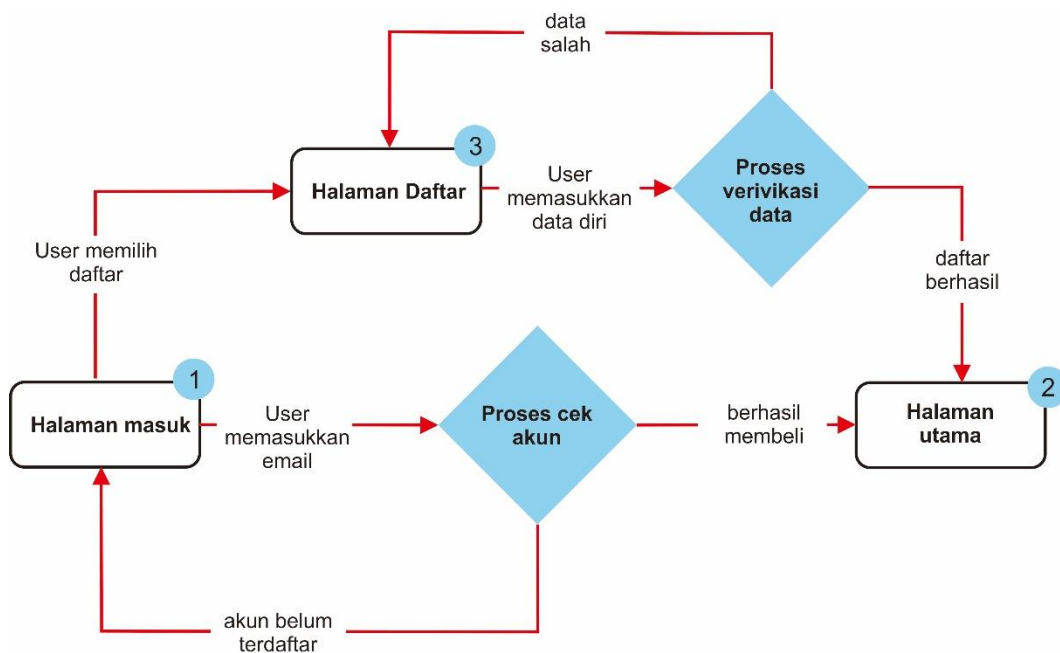 data
salah
3
Halaman Daftar
User
memasukkan
data diri
Proses
verivikasi
data
User memilih
daftar
daftar
berhasil
1
Halaman masuk
User
memasukkan
email
Proses cek
akun
berhasil
membeli
2
Halaman
utama
akun belum
terdaftar